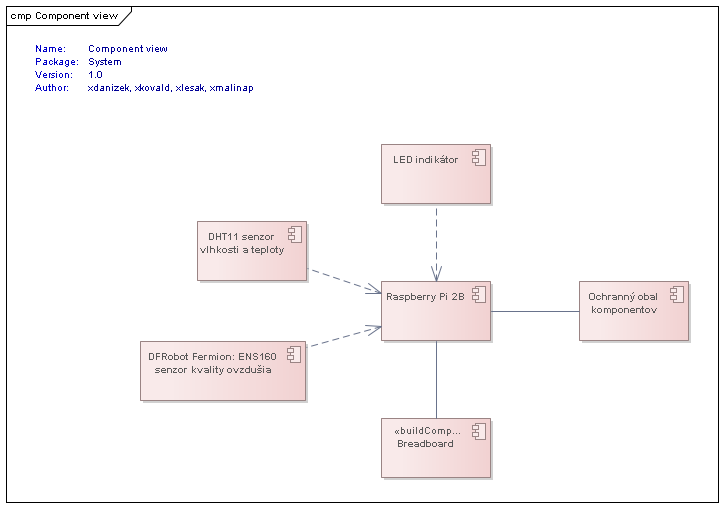 cmp Component view
Name: Component view
Package: System
Version: 1.0
Author: xdanizek, xkovald, xlesak, xmalinap
LED indikátor
DHT11 senzor
vlhkosti a teploty
Raspberry Pi 2B
Ochranný obal
komponentov
DFRobot Fermion: ENS160
senzor kvality ovzdušia
«buildComp...
Breadboard